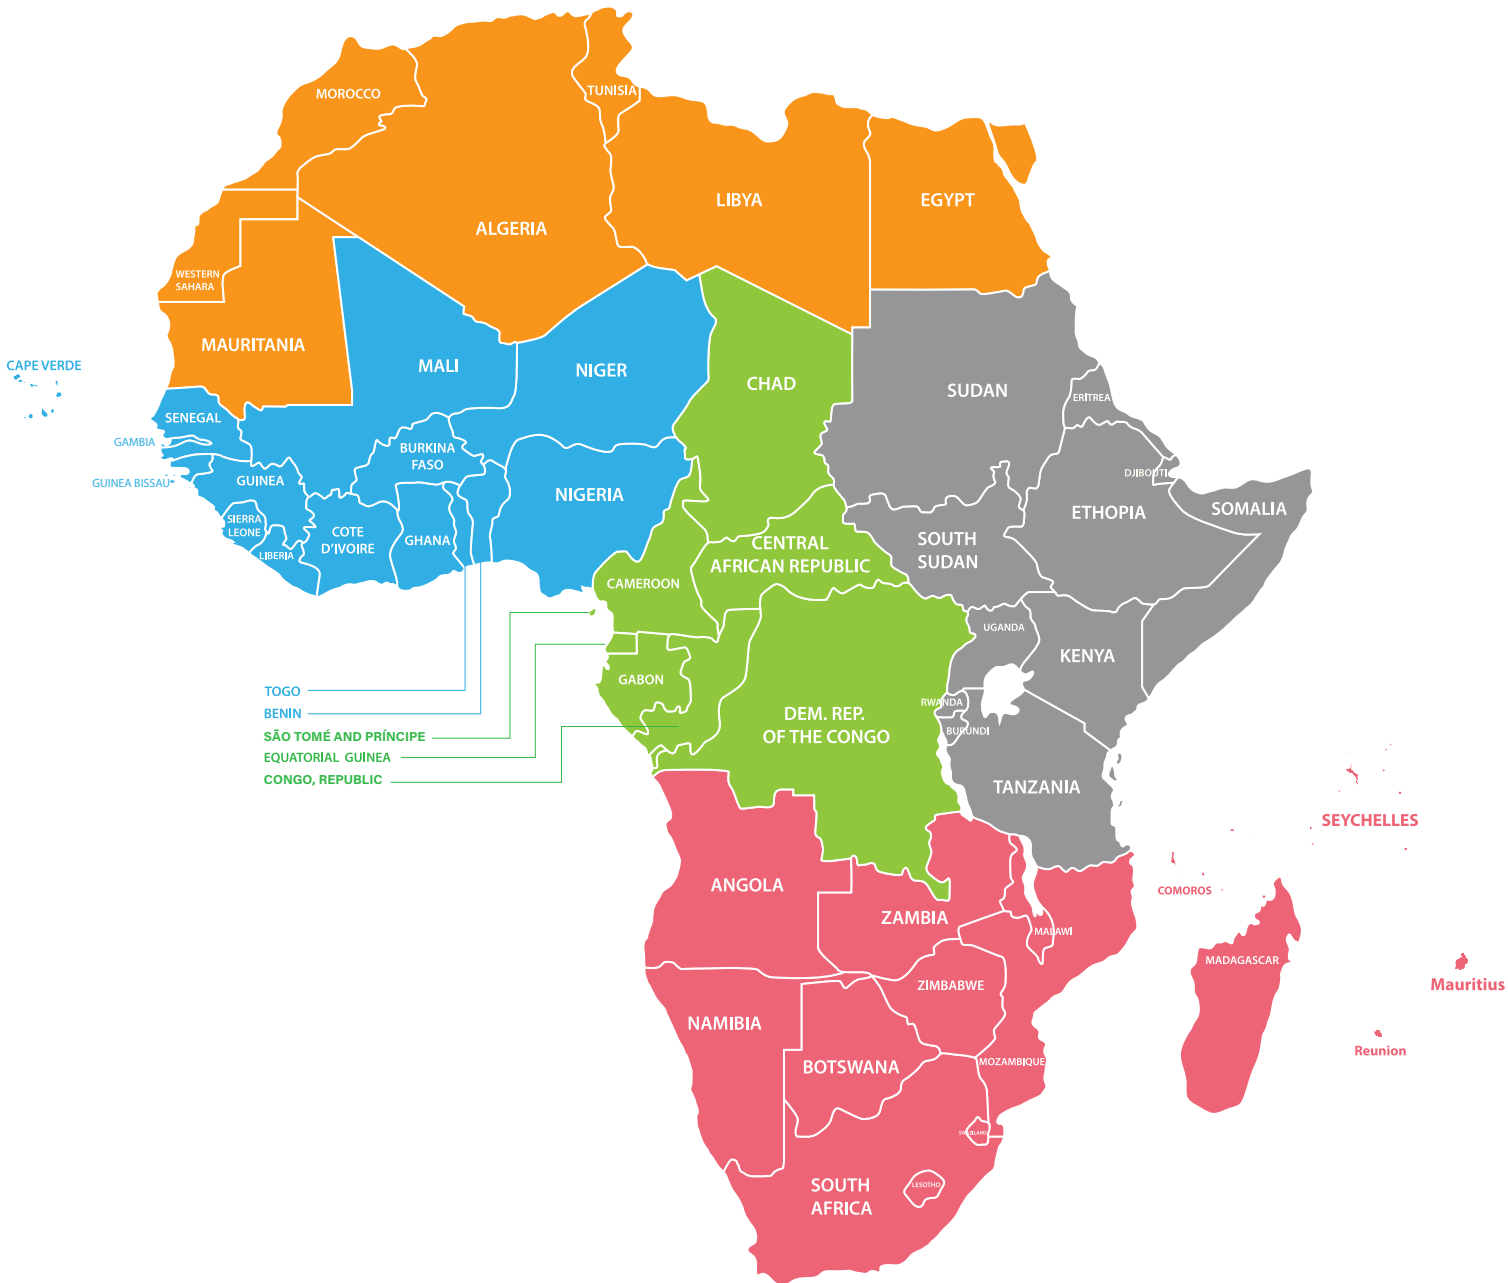 MOROCCO
TUNISIA
LIBYA
EGYPT
ALGERIA
WESTERN
SAHARA
MAURITANIA
MALI
NIGER
CHAD
SUDAN
ERITREA
CAPE VERDE
SENEGAL
GAMBIA
BURKINA
FASO
GUINEA BISSAU
GUINEA
NIGERIA
DJIBOUTI
SOMALIA
ETHIOPIA
SIERRA
LEONE
LIBERIA
COTE
D'IVOIRE
GHANA
CENTRAL
AFRICAN REPUBLIC
SOUTH
SUDAN
CAMEROON
UGANDA
KENYA
GABON
TOGO
BENIN
SÃO TOMÉ AND PRÍNCIPE
EQUATORIAL GUINEA
CONGO, REPUBLIC
DEM. REP.
OF THE CONGO
RWANDA
BURUNDI
TANZANIA
SEYCHELLES
COMOROS
ANGOLA
ZAMBIA
MALAWI
MADAGASCAR
Mauritius
ZIMBABWE
NAMIBIA
BOTSWANA
MOZAMBIQUE
Reunion
SWAZILAND
LESOTHO
SOUTH
AFRICA